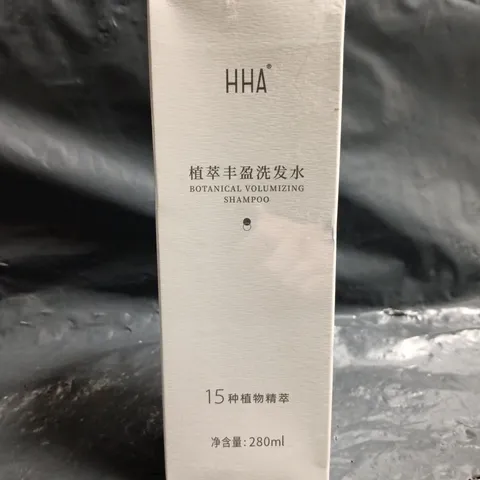 HHA®
植萃丰盈洗发水
BOTANICAL VOLUMIZING
SHAMPOO
15种植物精萃
净含量: 280ml